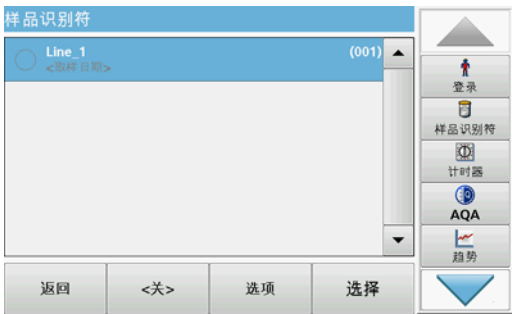 样品识别符
Line_1 (001)
<取样日期>
返回
<关>
选项
选择
登录
样品识别符
计时器
AQA
趋势